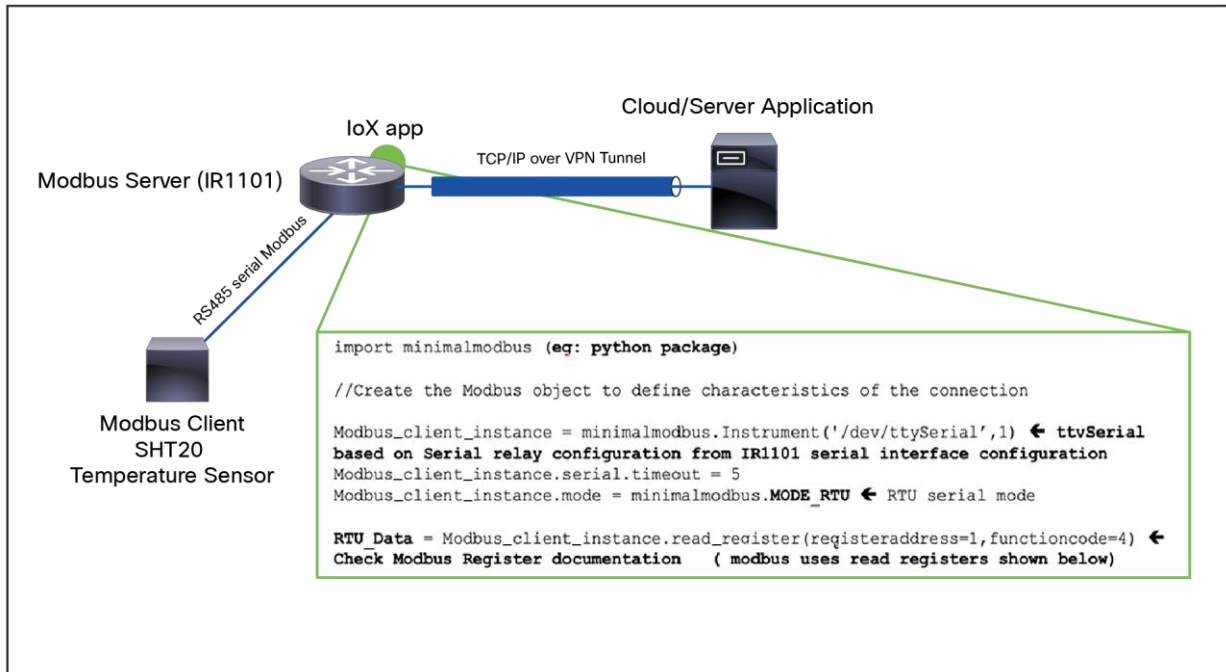 Cloud/Server Application
IoX app
TCP/IP over VPN Tunnel
Modbus Server (IR1101)
RS485 serial Modbus
Modbus Client
SHT20
Temperature Sensor
import minimalmodbus (eg: python package)
//Create the Modbus object to define characteristics of the connection
Modbus_client_instance = minimalmodbus.Instrument('/dev/ttySerial',1) 🡸 ttySerial
based on Serial relay configuration from IR1101 serial interface configuration
Modbus_client_instance.serial.timeout = 5
Modbus_client_instance.mode = minimalmodbus.MODE_RTU 🡸 RTU serial mode
RTU_Data = Modbus_client_instance.read_register(registeraddress=1,functioncode=4) 🡸
Check Modbus Register documentation ( modbus uses read registers shown below)